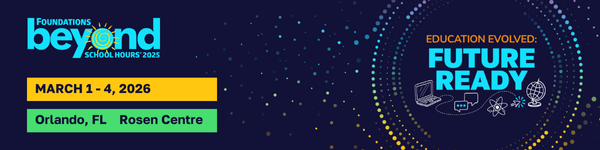 FOUNDATIONS
beyond
SCHOOL HOURS 2025
MARCH 1 - 4, 2026
Orlando, FL Rosen Centre
EDUCATION EVOLVED:
FUTURE
READY